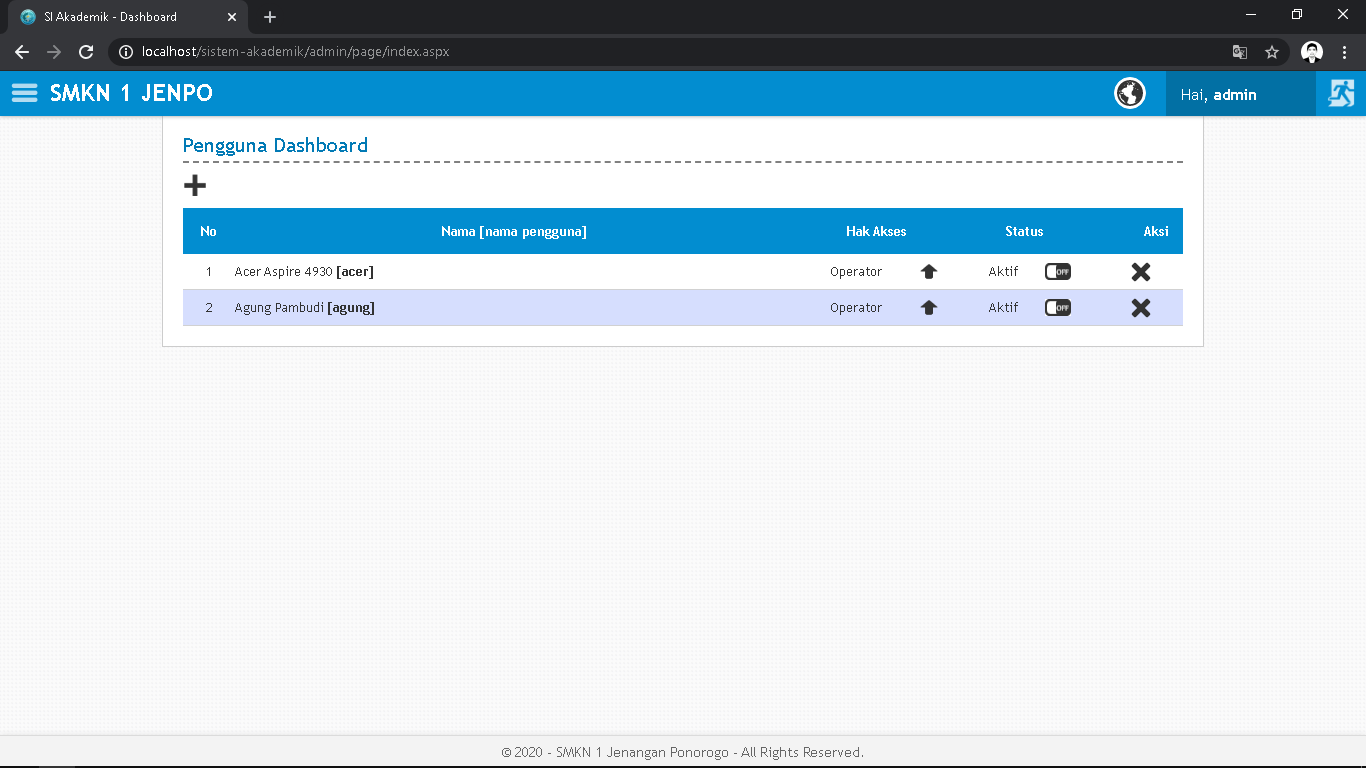 SI Akademik - Dashboard
localhost/sistem-akademik/admin/page/index.aspx
SMKN 1 JENPO
Hai, admin
Pengguna Dashboard
No Nama [nama pengguna] Hak Akses Status Aksi
1 Acer Aspire 4930 [acer] Operator Aktif OFF
2 Agung Pambudi [agung] Operator Aktif OFF
© 2020 - SMKN 1 Jenangan Ponorogo - All Rights Reserved.